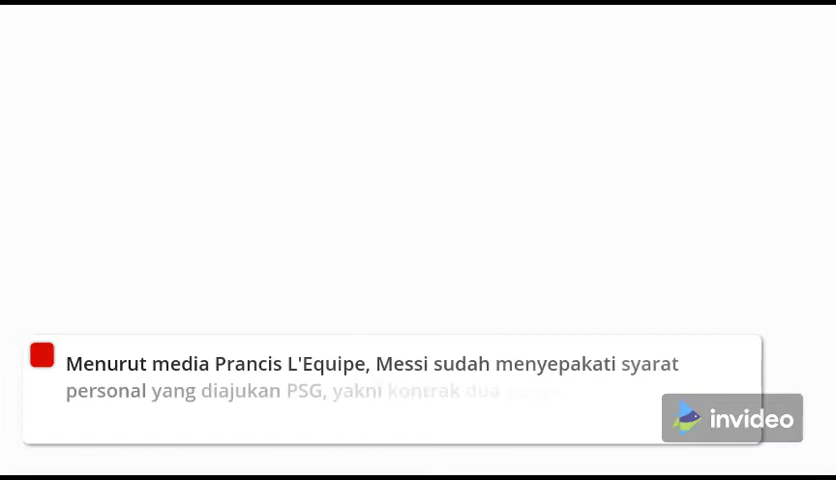 Menurut media Prancis L'Equipe, Messi sudah menyepakati syarat
personal yang diajukan PSG, yakni kontrak dua
invideo